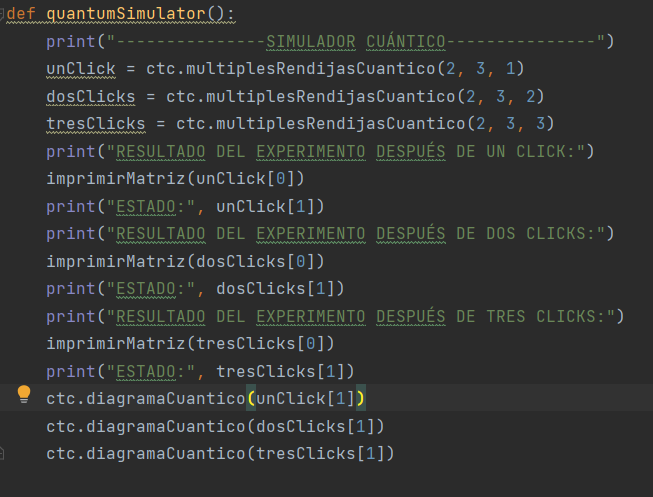 def quantumSimulator():
    print("---------------SIMULADOR CUÁNTICO---------------")
    unClick = ctc.multiplesRendijasCuantico(2, 3, 1)
    dosClicks = ctc.multiplesRendijasCuantico(2, 3, 2)
    tresClicks = ctc.multiplesRendijasCuantico(2, 3, 3)
    print("RESULTADO DEL EXPERIMENTO DESPUÉS DE UN CLICK:")
    imprimirMatriz(unClick[0])
    print("ESTADO:", unClick[1])
    print("RESULTADO DEL EXPERIMENTO DESPUÉS DE DOS CLICKS:")
    imprimirMatriz(dosClicks[0])
    print("ESTADO:", dosClicks[1])
    print("RESULTADO DEL EXPERIMENTO DESPUÉS DE TRES CLICKS:")
    imprimirMatriz(tresClicks[0])
    print("ESTADO:", tresClicks[1])
    ctc.diagramaCuantico(unClick[1])
    ctc.diagramaCuantico(dosClicks[1])
    ctc.diagramaCuantico(tresClicks[1])